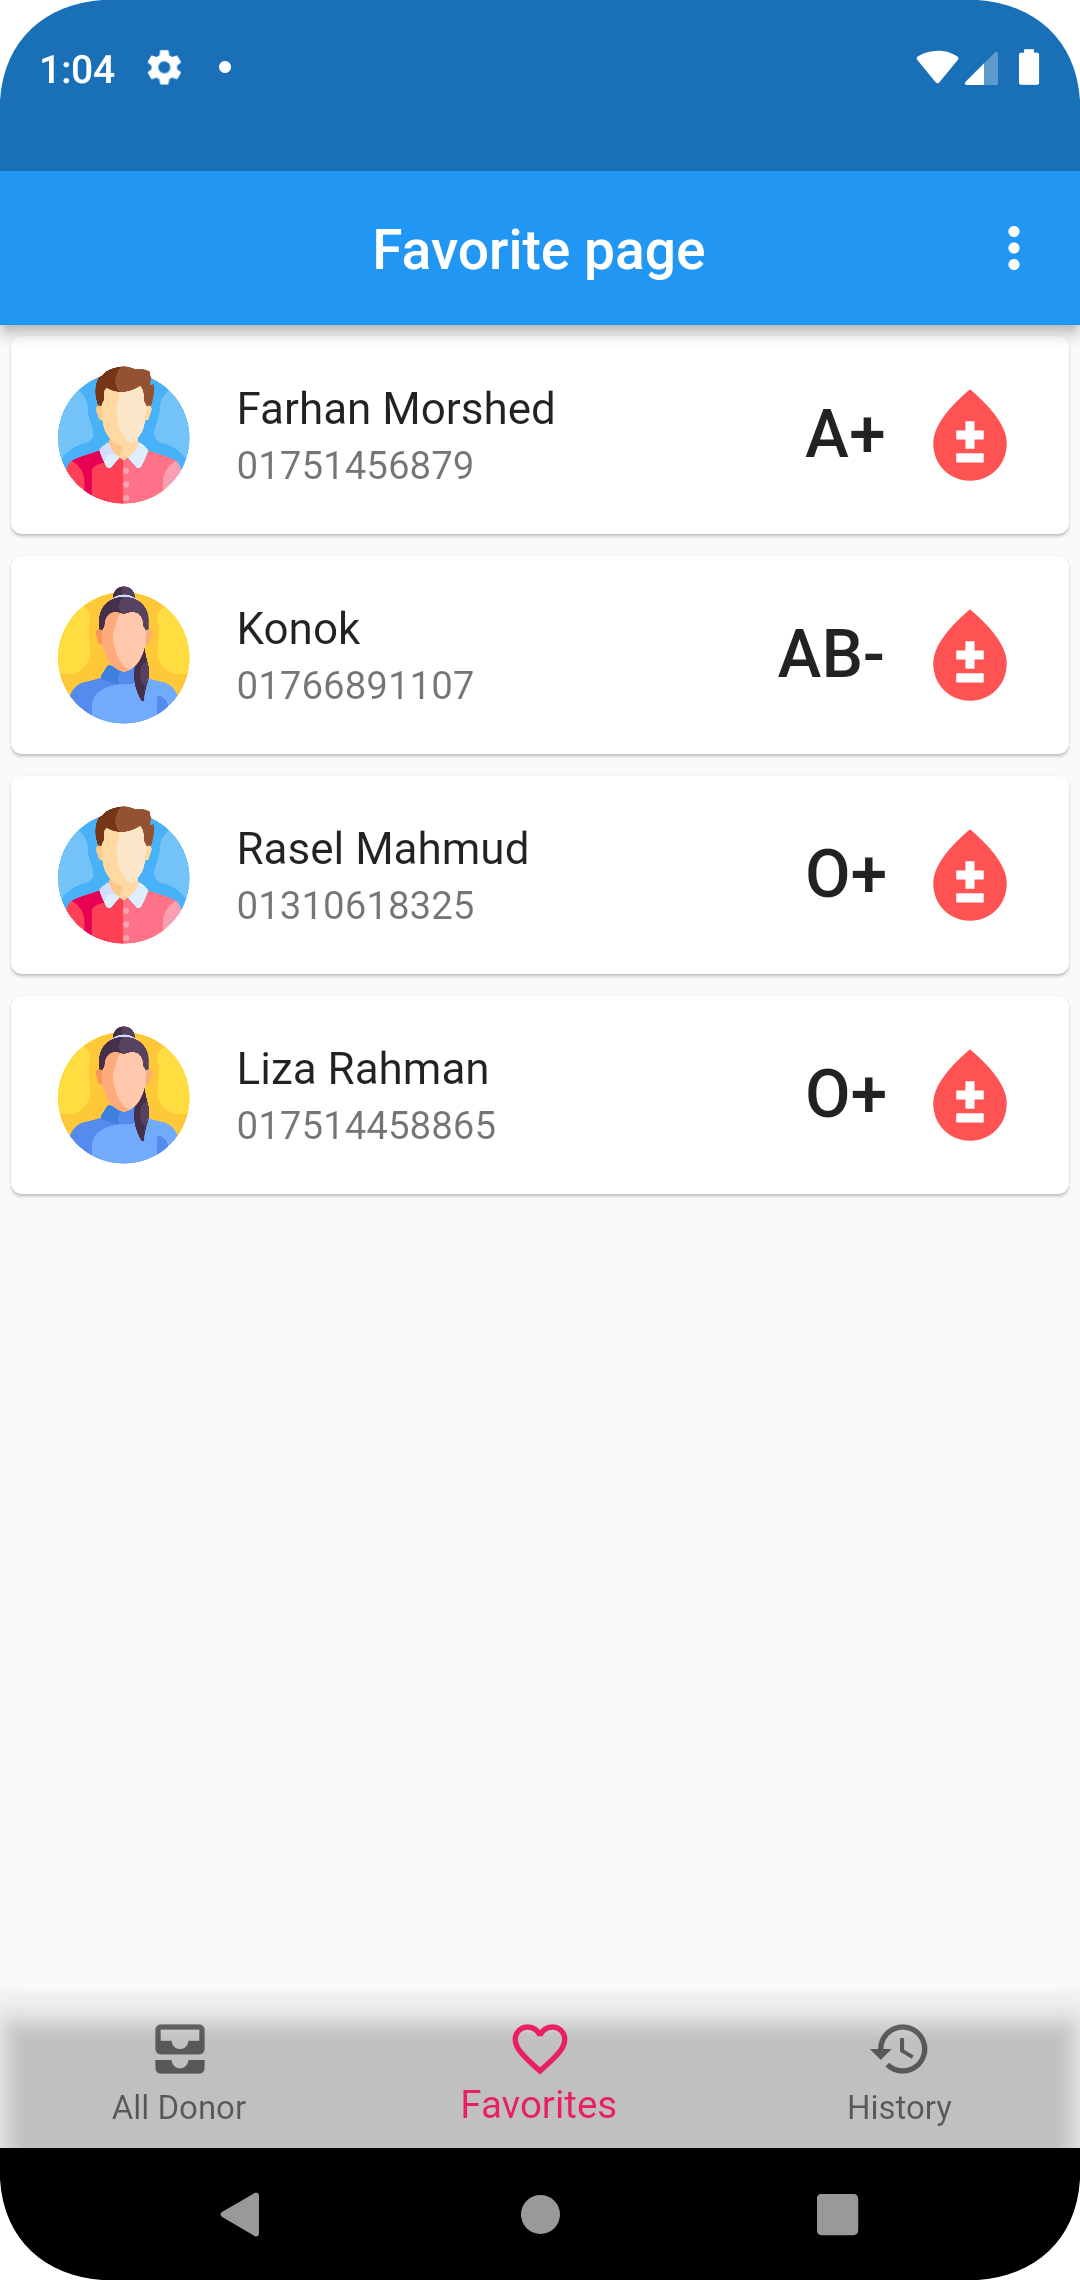 1:04
Favorite page
Farhan Morshed
01751456879
A+
Konok
01766891107
AB-
Rasel Mahmud
01310618325
O+
Liza Rahman
017514458865
O+
All Donor
Favorites
History